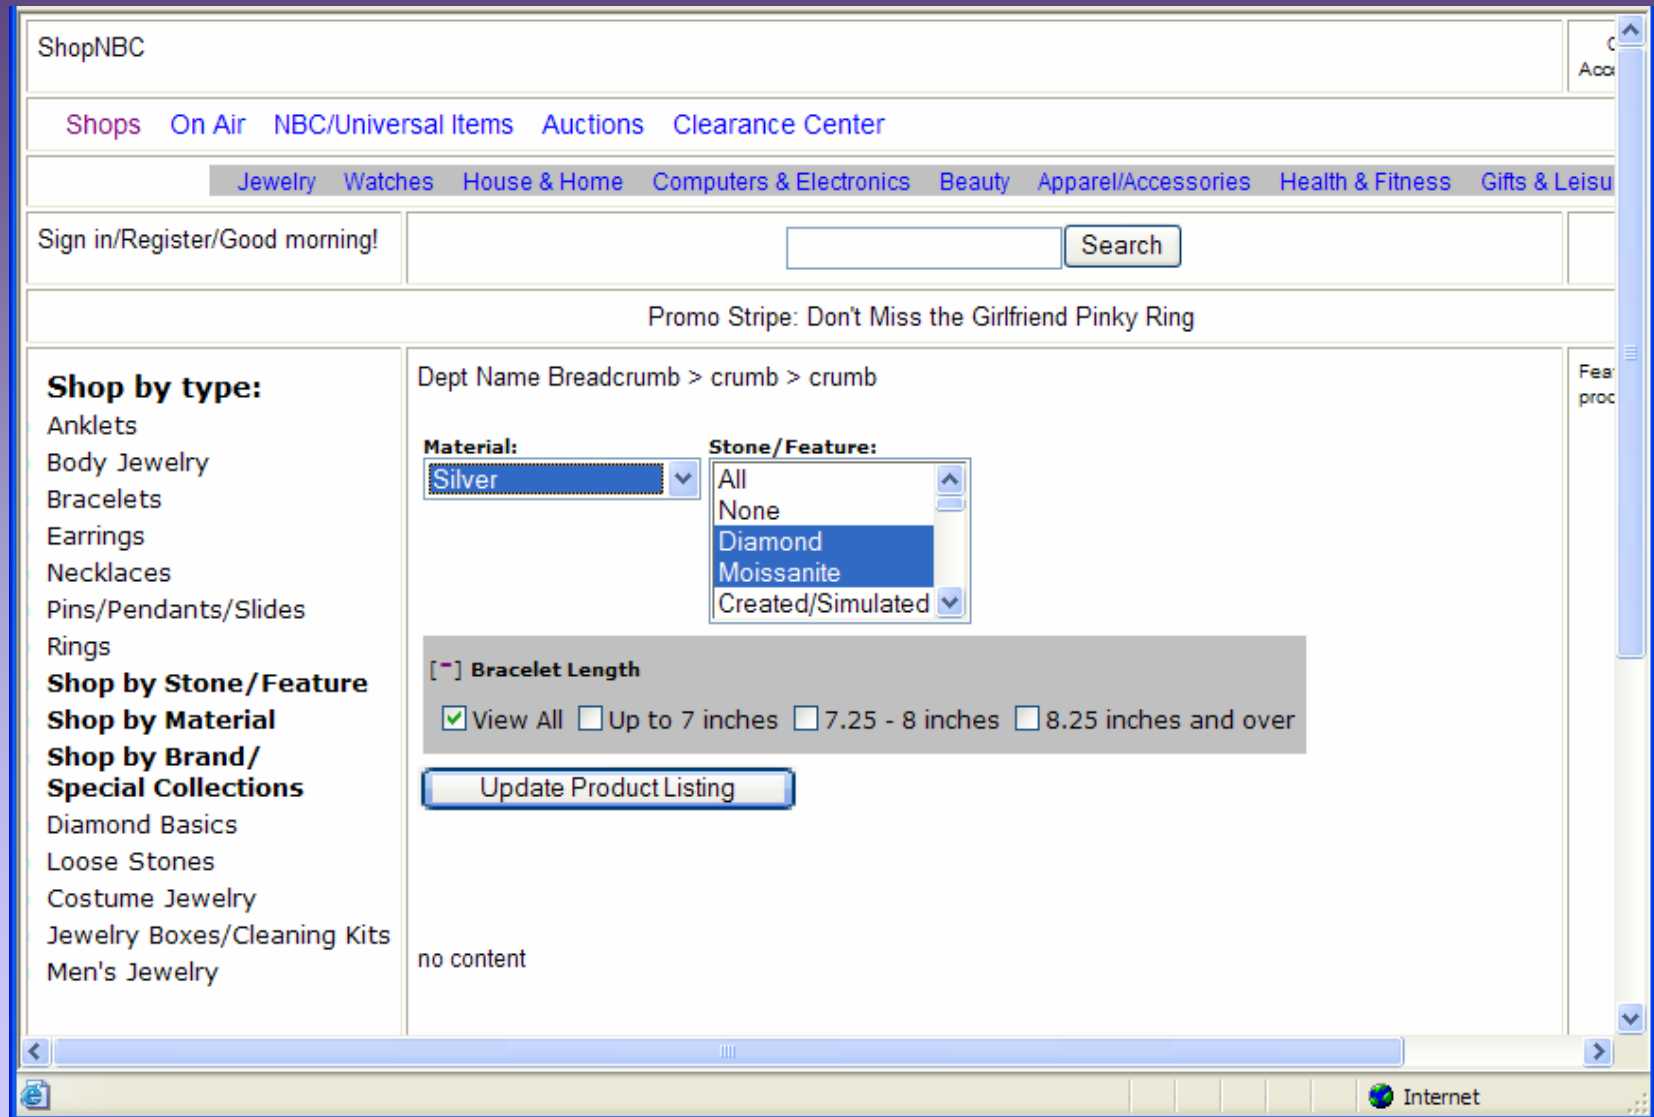 ShopNBC
Shops On Air NBC/Universal Items Auctions Clearance Center
Jewelry Watches House & Home Computers & Electronics Beauty Apparel/Accessories Health & Fitness Gifts &
Sign in/Register/Good morning!
Search
Promo Stripe: Don't Miss the Girlfriend Pinky Ring
Shop by type:
Anklets
Body Jewelry
Bracelets
Earrings
Necklaces
Pins/Pendants/Slides
Rings
Shop by Stone/Feature
Shop by Material
Shop by Brand/
Special Collections
Diamond Basics
Loose Stones
Costume Jewelry
Jewelry Boxes/Cleaning Kits
Men's Jewelry
Dept Name Breadcrumb > crumb > crumb
Material:
Silver
Stone/Feature:
All
None
Diamond
Moissanite
Created/Simulated
[-] Bracelet Length
View All Up to 7 inches 7.25 - 8 inches 8.25 inches and over
Update Product Listing
no content
Internet